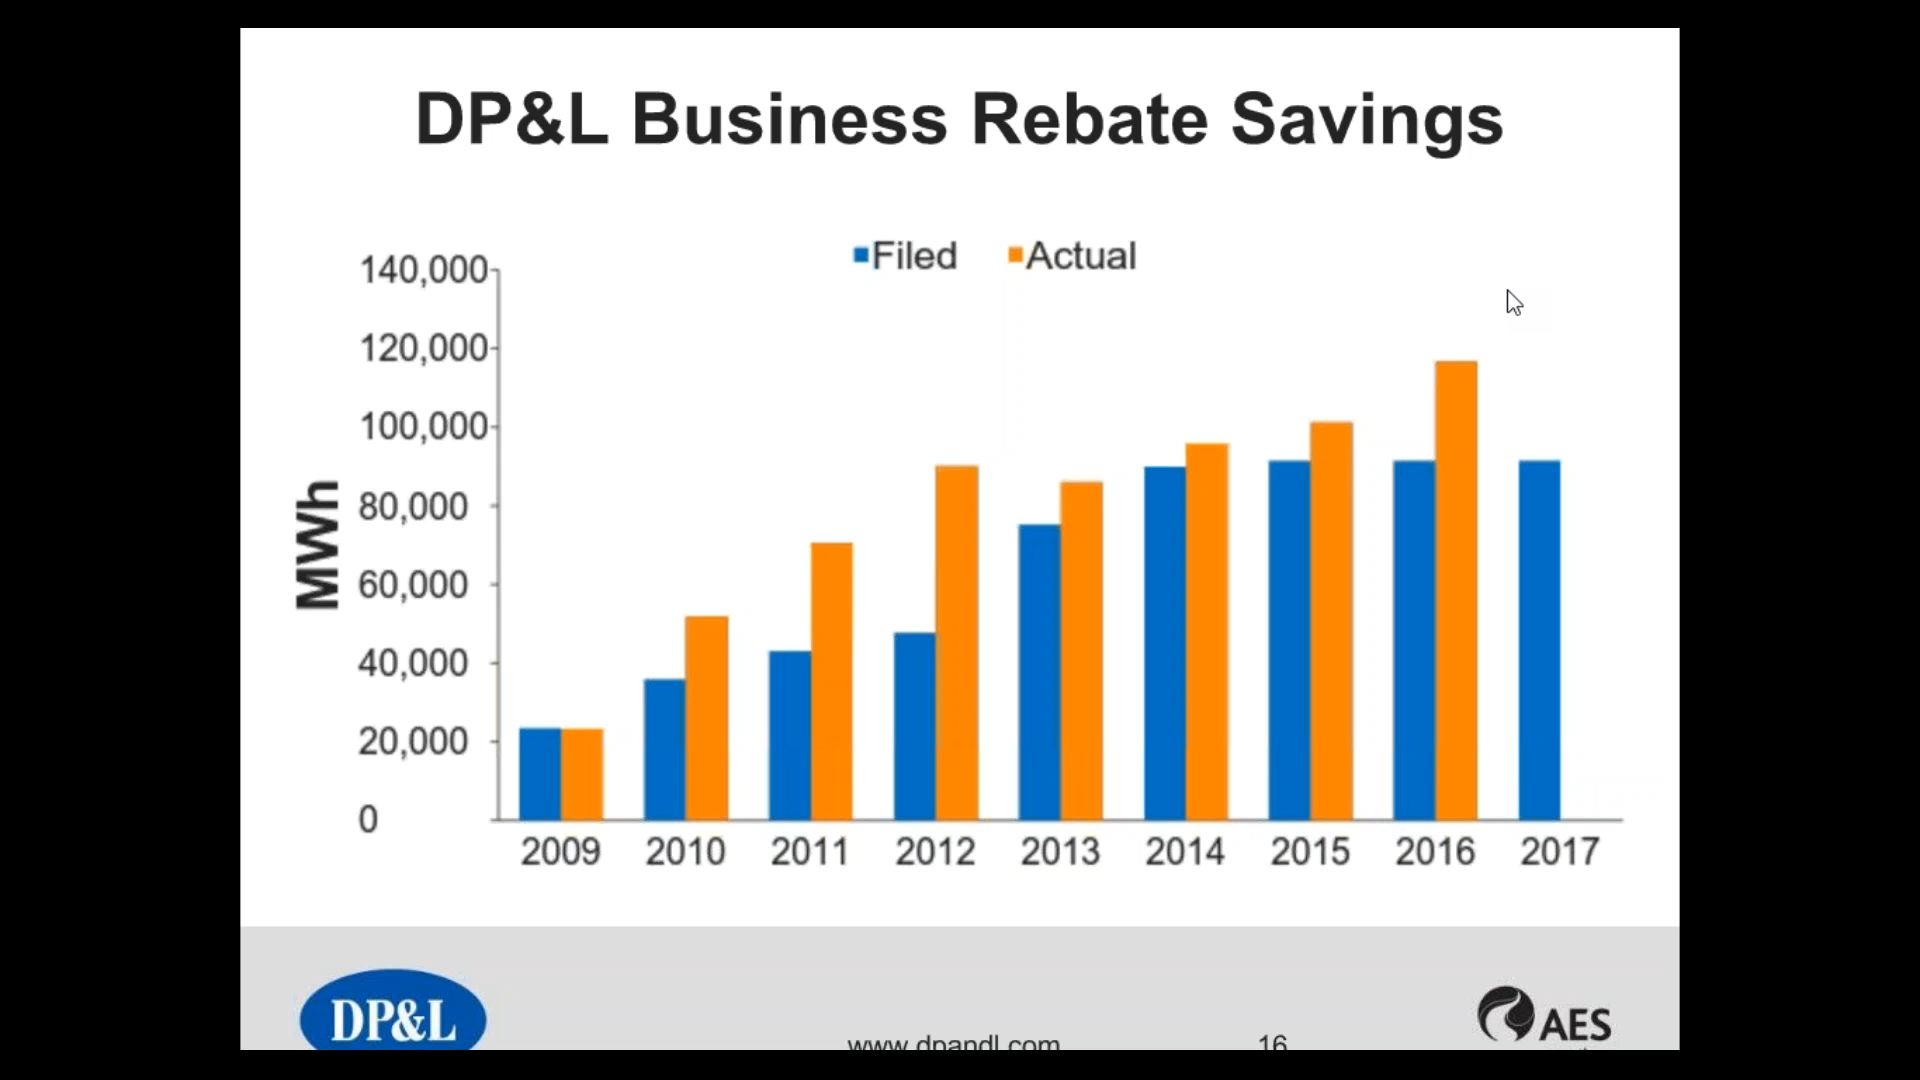 DP&L Business Rebate Savings
Filed Actual
140,000
120,000
100,000
80,000
60,000
40,000
20,000
0
MWh
2009 2010 2011 2012 2013 2014 2015 2016 2017
DP&L
www.dpandl.com
16
AES